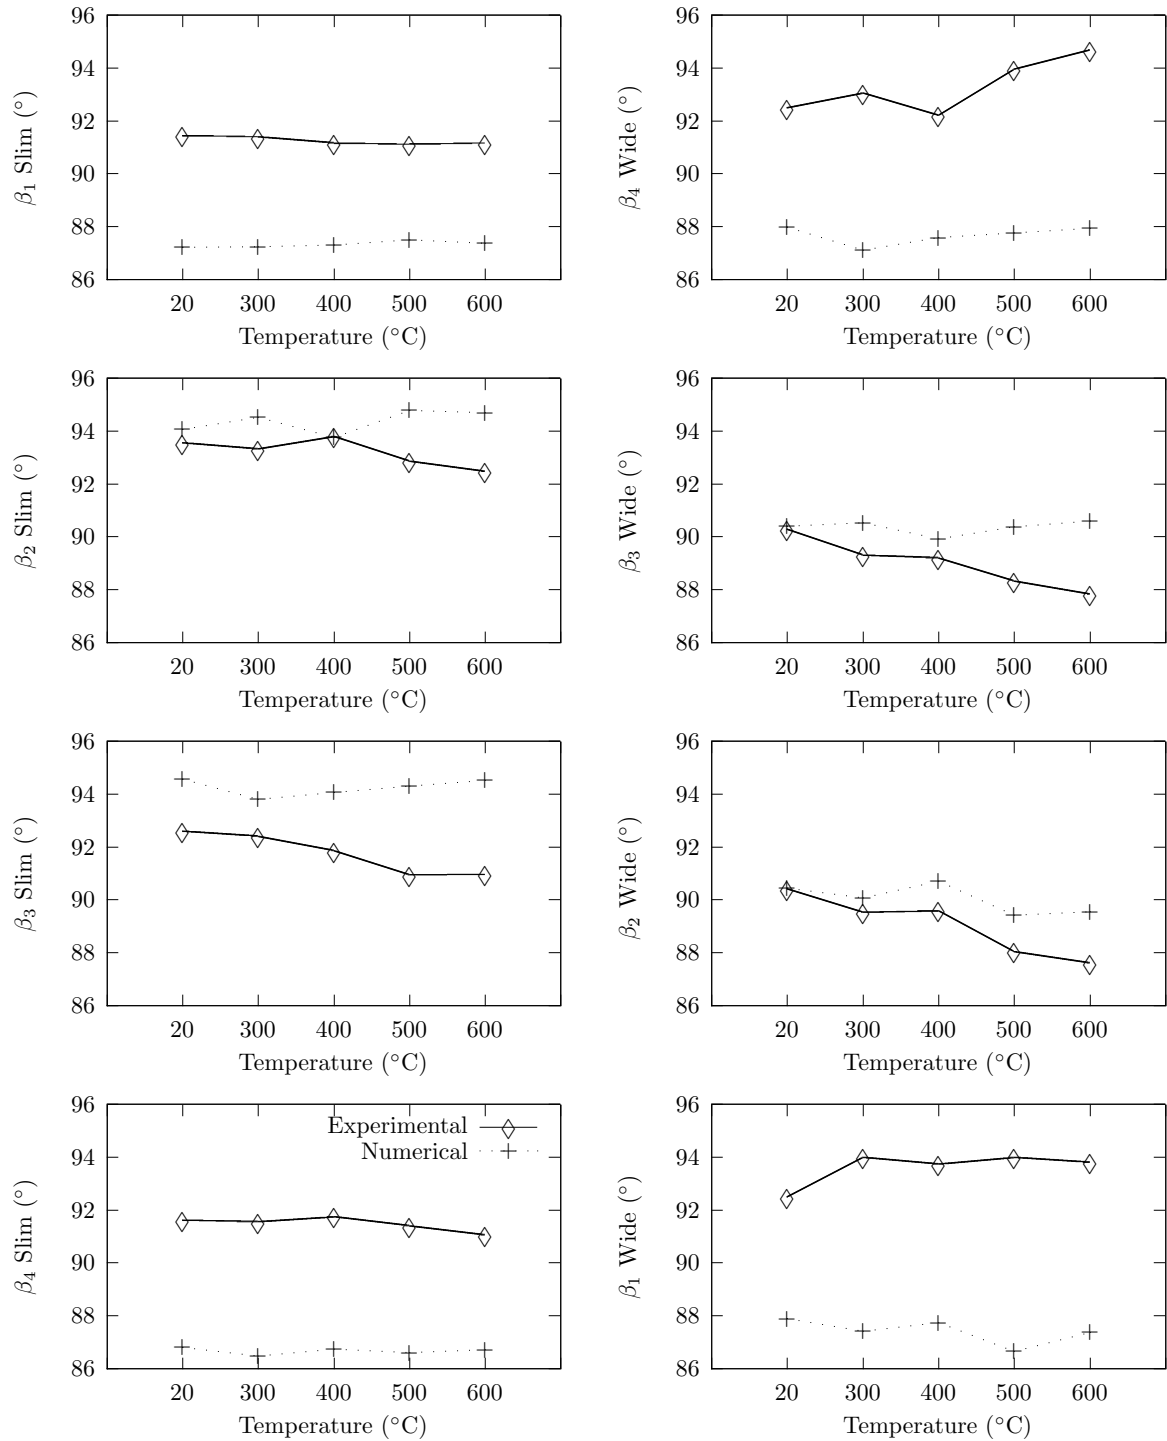 96
94
92
90
88
86
β1 Slim (°)
20 300 400 500 600
Temperature (°C)
96
94
92
90
88
86
β4 Wide (°)
20 300 400 500 600
Temperature (°C)
96
94
92
90
88
86
β2 Slim (°)
20 300 400 500 600
Temperature (°C)
96
94
92
90
88
86
β3 Wide (°)
20 300 400 500 600
Temperature (°C)
96
94
92
90
88
86
β3 Slim (°)
20 300 400 500 600
Temperature (°C)
96
94
92
90
88
86
β2 Wide (°)
20 300 400 500 600
Temperature (°C)
96
94
92
90
88
86
β4 Slim (°)
Experimental
Numerical
20 300 400 500 600
Temperature (°C)
96
94
92
90
88
86
β1 Wide (°)
20 300 400 500 600
Temperature (°C)